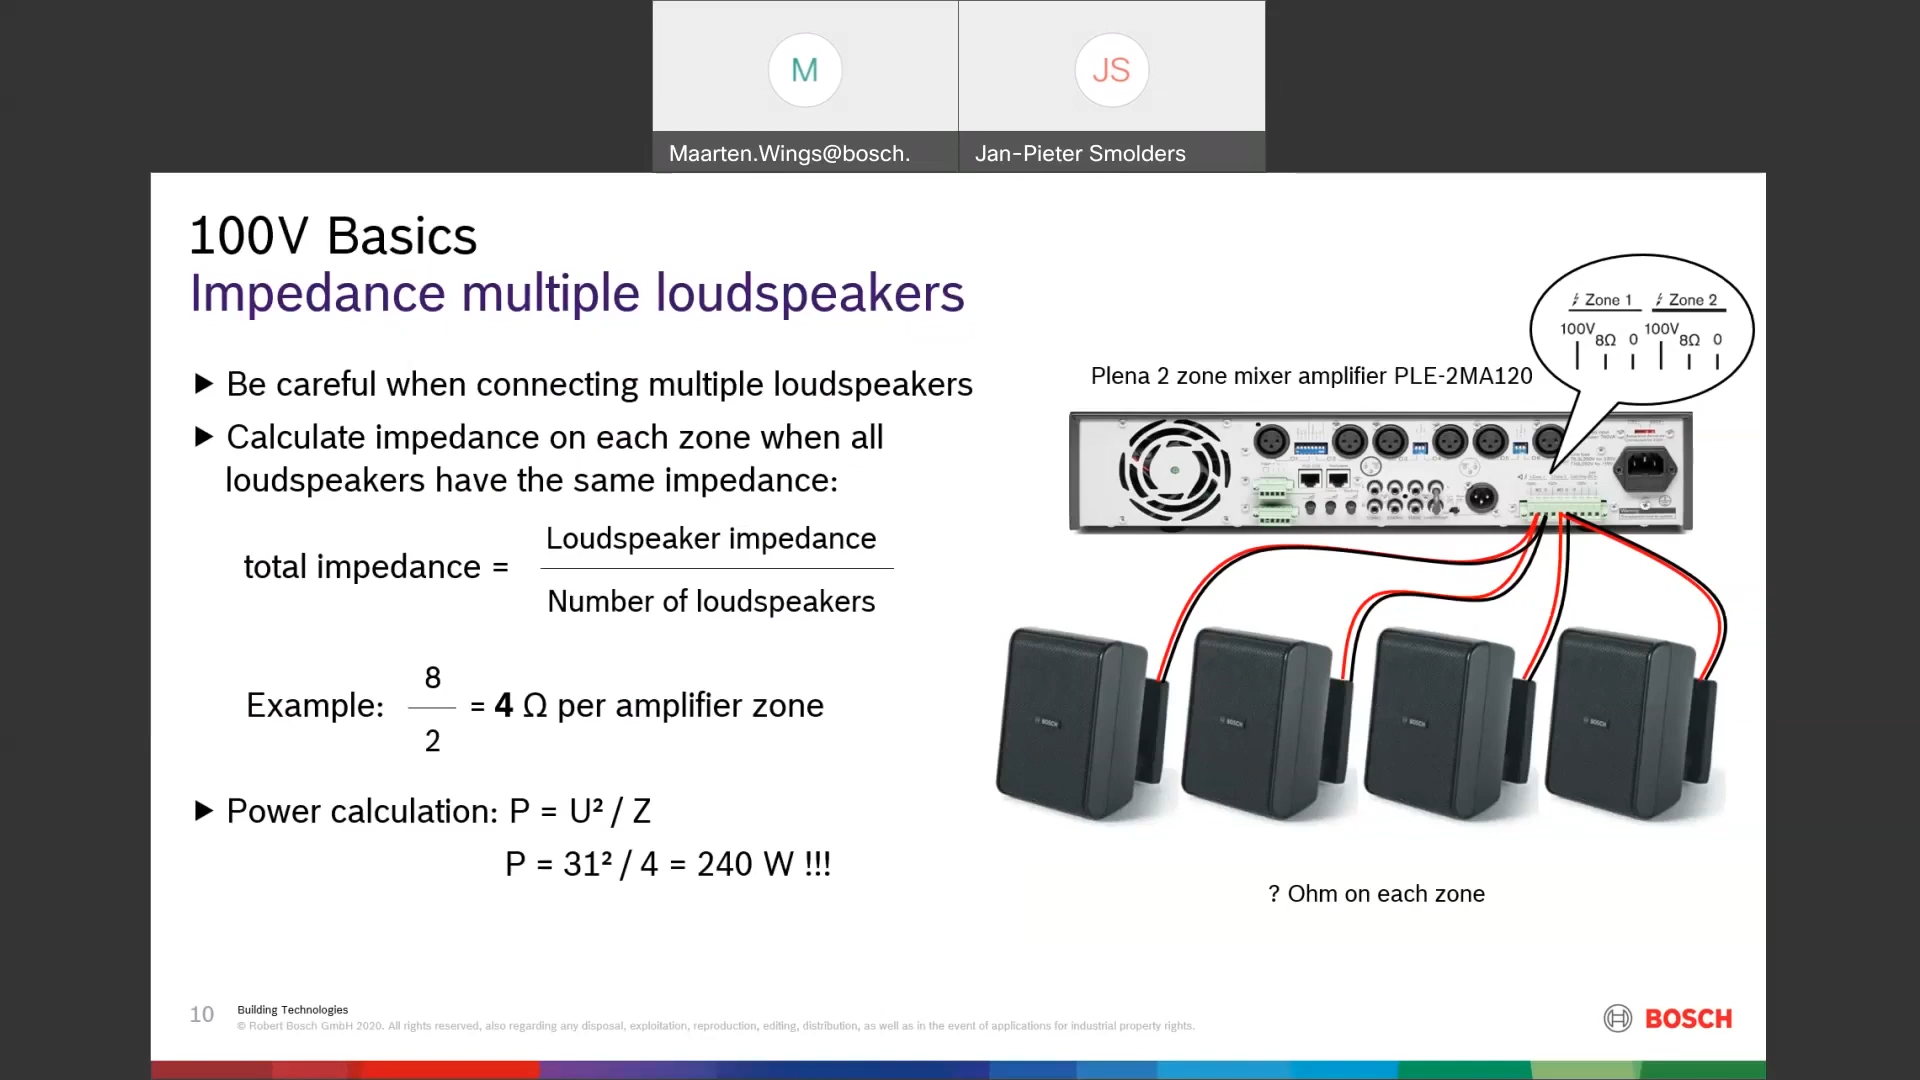 M
JS
Maarten.Wings@bosch.
Jan-Pieter Smolders
100V Basics
Impedance multiple loudspeakers
▶ Be careful when connecting multiple loudspeakers
▶ Calculate impedance on each zone when all
loudspeakers have the same impedance:
total impedance =
Loudspeaker impedance
Number of loudspeakers
Example:
8
2
= 4 Ω per amplifier zone
▶ Power calculation: P = U² / Z
P = 31² / 4 = 240 W !!!
Zone 1 Zone 2
100V 8Ω 0 100V 8Ω 0
Plena 2 zone mixer amplifier PLE-2MA120
BOSCH
BOSCH
BOSCH
BOSCH
? Ohm on each zone
10
Building Technologies
© Robert Bosch GmbH 2020. All rights reserved, also regarding any disposal, exploitation, reproduction, editing, distribution, as well as in the event of applications for industrial property rights.
BOSCH